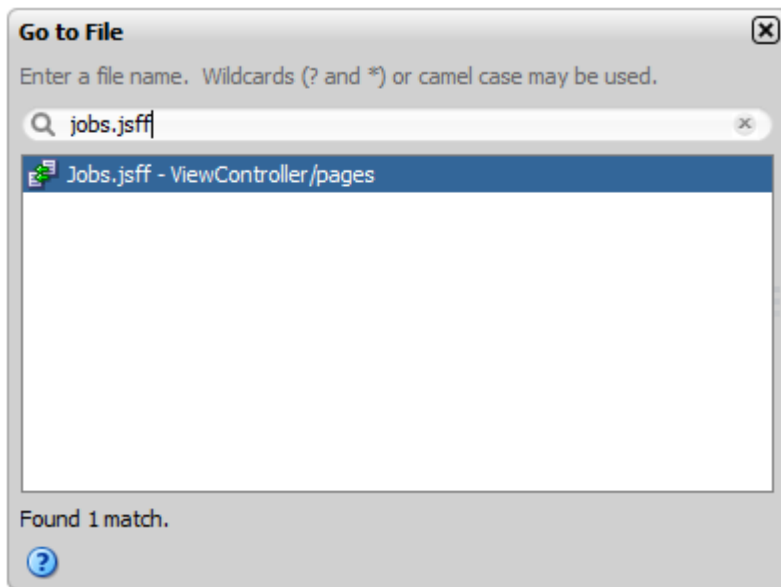 Go to File
Enter a file name. Wildcards (? and *) or camel case may be used.
jobs.jsff
Jobs.jsff - ViewController/pages
Found 1 match.